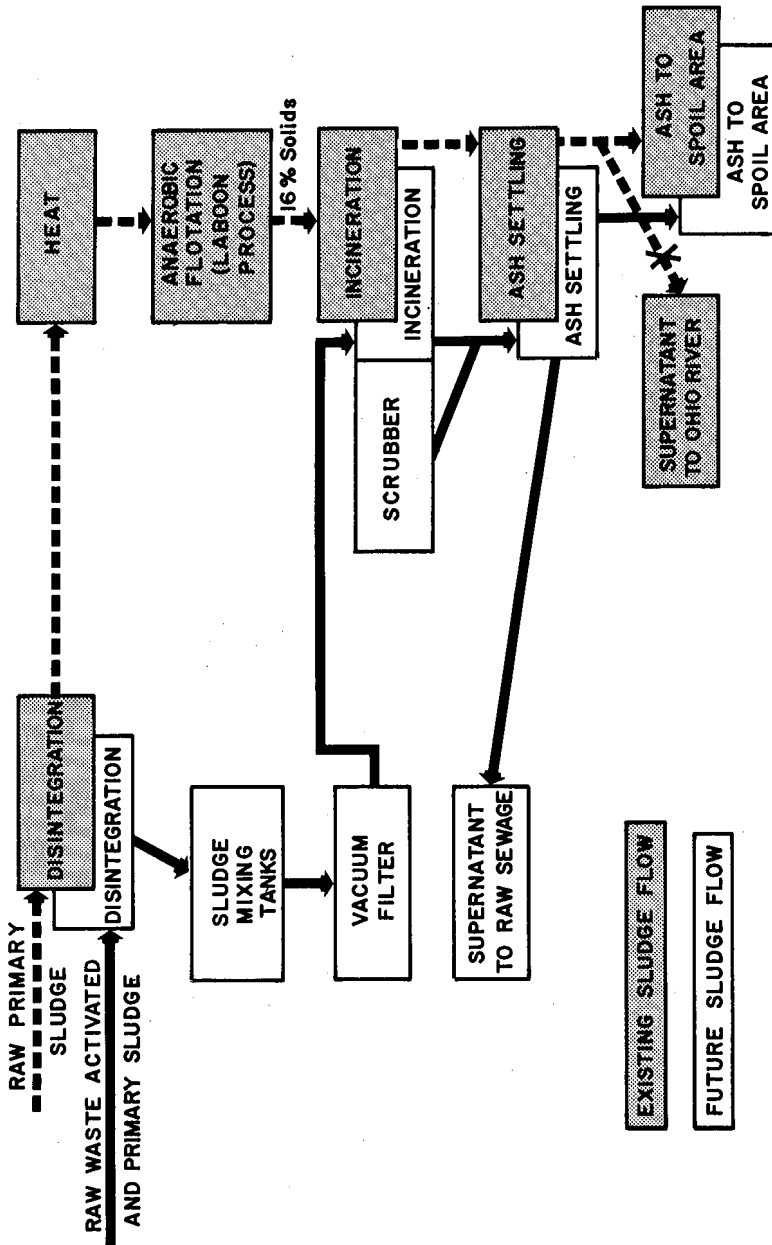 RAW PRIMARY
SLUDGE
RAW WASTE ACTIVATED
AND PRIMARY SLUDGE
DISINTEGRATION
DISINTEGRATION
HEAT
ANAEROBIC
FLOTATION
(LABOON
PROCESS)
16% Solids
SLUDGE
MIXING
TANKS
VACUUM
FILTER
INCINERATION
SCRUBBER
INCINERATION
ASH SETTLING
ASH SETTLING
SUPERNATANT
TO RAW SEWAGE
SUPERNATANT
TO OHIO RIVER
ASH TO
SPOIL AREA
ASH TO
SPOIL AREA
EXISTING SLUDGE FLOW
FUTURE SLUDGE FLOW